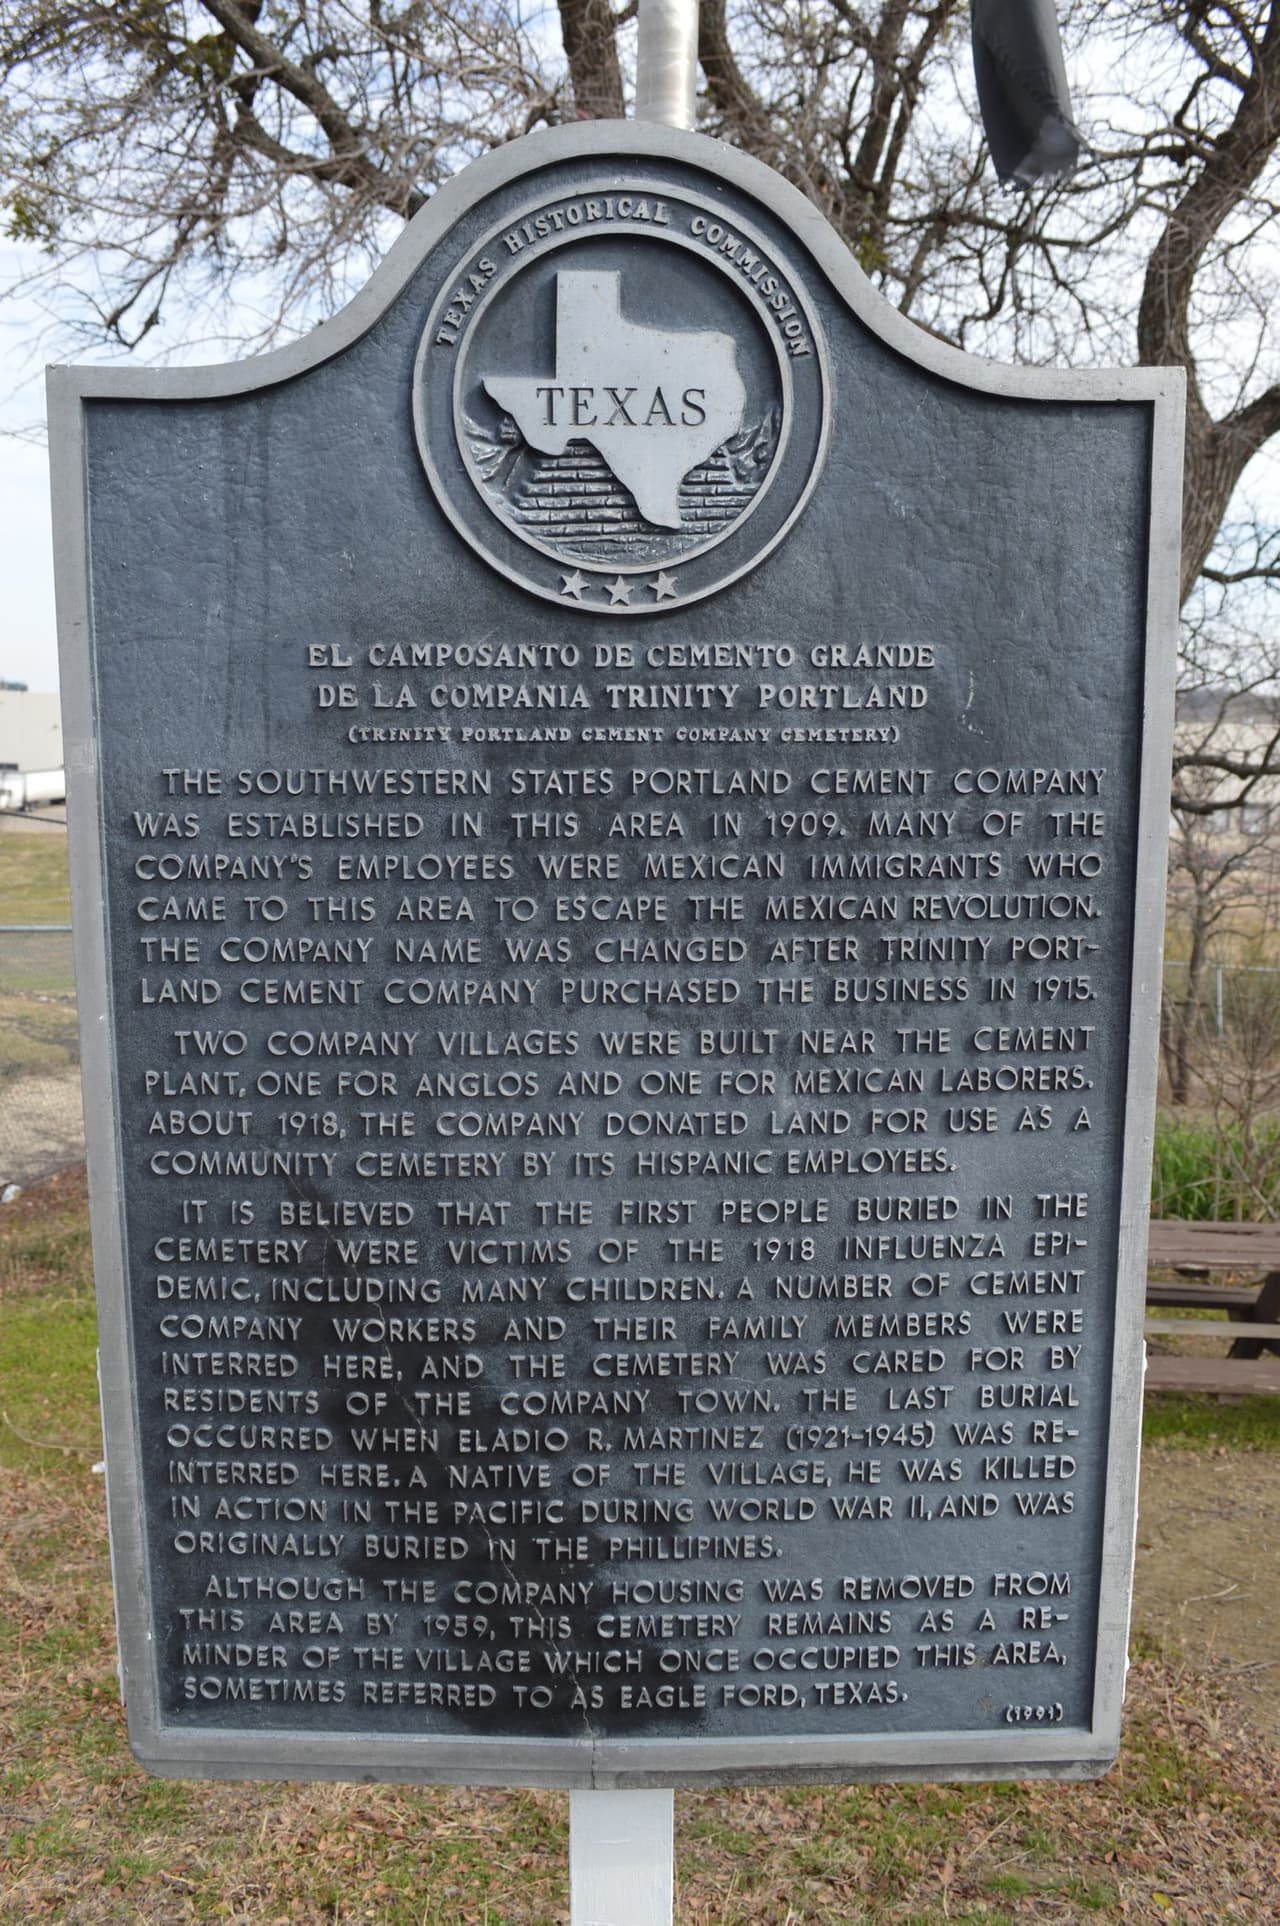 TEXAS HISTORICAL COMMISSION
TEXAS
EL CAMPOSANTO DE CEMENTO GRANDE
DE LA COMPANIA TRINITY PORTLAND
(TRINITY PORTLAND CEMENT COMPANY CEMETERY)
THE SOUTHWESTERN STATES PORTLAND CEMENT COMPANY
WAS ESTABLISHED IN THIS AREA IN 1909. MANY OF THE
COMPANY'S EMPLOYEES WERE MEXICAN IMMIGRANTS WHO
CAME TO THIS AREA TO ESCAPE THE MEXICAN REVOLUTION.
THE COMPANY NAME WAS CHANGED AFTER TRINITY PORT-
LAND CEMENT COMPANY PURCHASED THE BUSINESS IN 1915.
TWO COMPANY VILLAGES WERE BUILT NEAR THE CEMENT
PLANT, ONE FOR ANGLOS AND ONE FOR MEXICAN LABORERS.
ABOUT 1918, THE COMPANY DONATED LAND FOR USE AS A
COMMUNITY CEMETERY BY ITS HISPANIC EMPLOYEES.
IT IS BELIEVED THAT THE FIRST PEOPLE BURIED IN THE
CEMETERY WERE VICTIMS OF THE 1918 INFLUENZA EPI-
DEMIC, INCLUDING MANY CHILDREN. A NUMBER OF CEMENT
COMPANY WORKERS AND THEIR FAMILY MEMBERS WERE
INTERRED HERE, AND THE CEMETERY WAS CARED FOR BY
RESIDENTS OF THE COMPANY TOWN. THE LAST BURIAL
OCCURRED WHEN ELADIO R. MARTINEZ (1921-1945) WAS RE-
INTERRED HERE. A NATIVE OF THE VILLAGE, HE WAS KILLED
IN ACTION IN THE PACIFIC DURING WORLD WAR II, AND WAS
ORIGINALLY BURIED IN THE PHILLIPINES.
ALTHOUGH THE COMPANY HOUSING WAS REMOVED FROM
THIS AREA BY 1959, THIS CEMETERY REMAINS AS A RE-
MINDER OF THE VILLAGE WHICH ONCE OCCUPIED THIS AREA,
SOMETIMES REFERRED TO AS EAGLE FORD, TEXAS.
(1991)